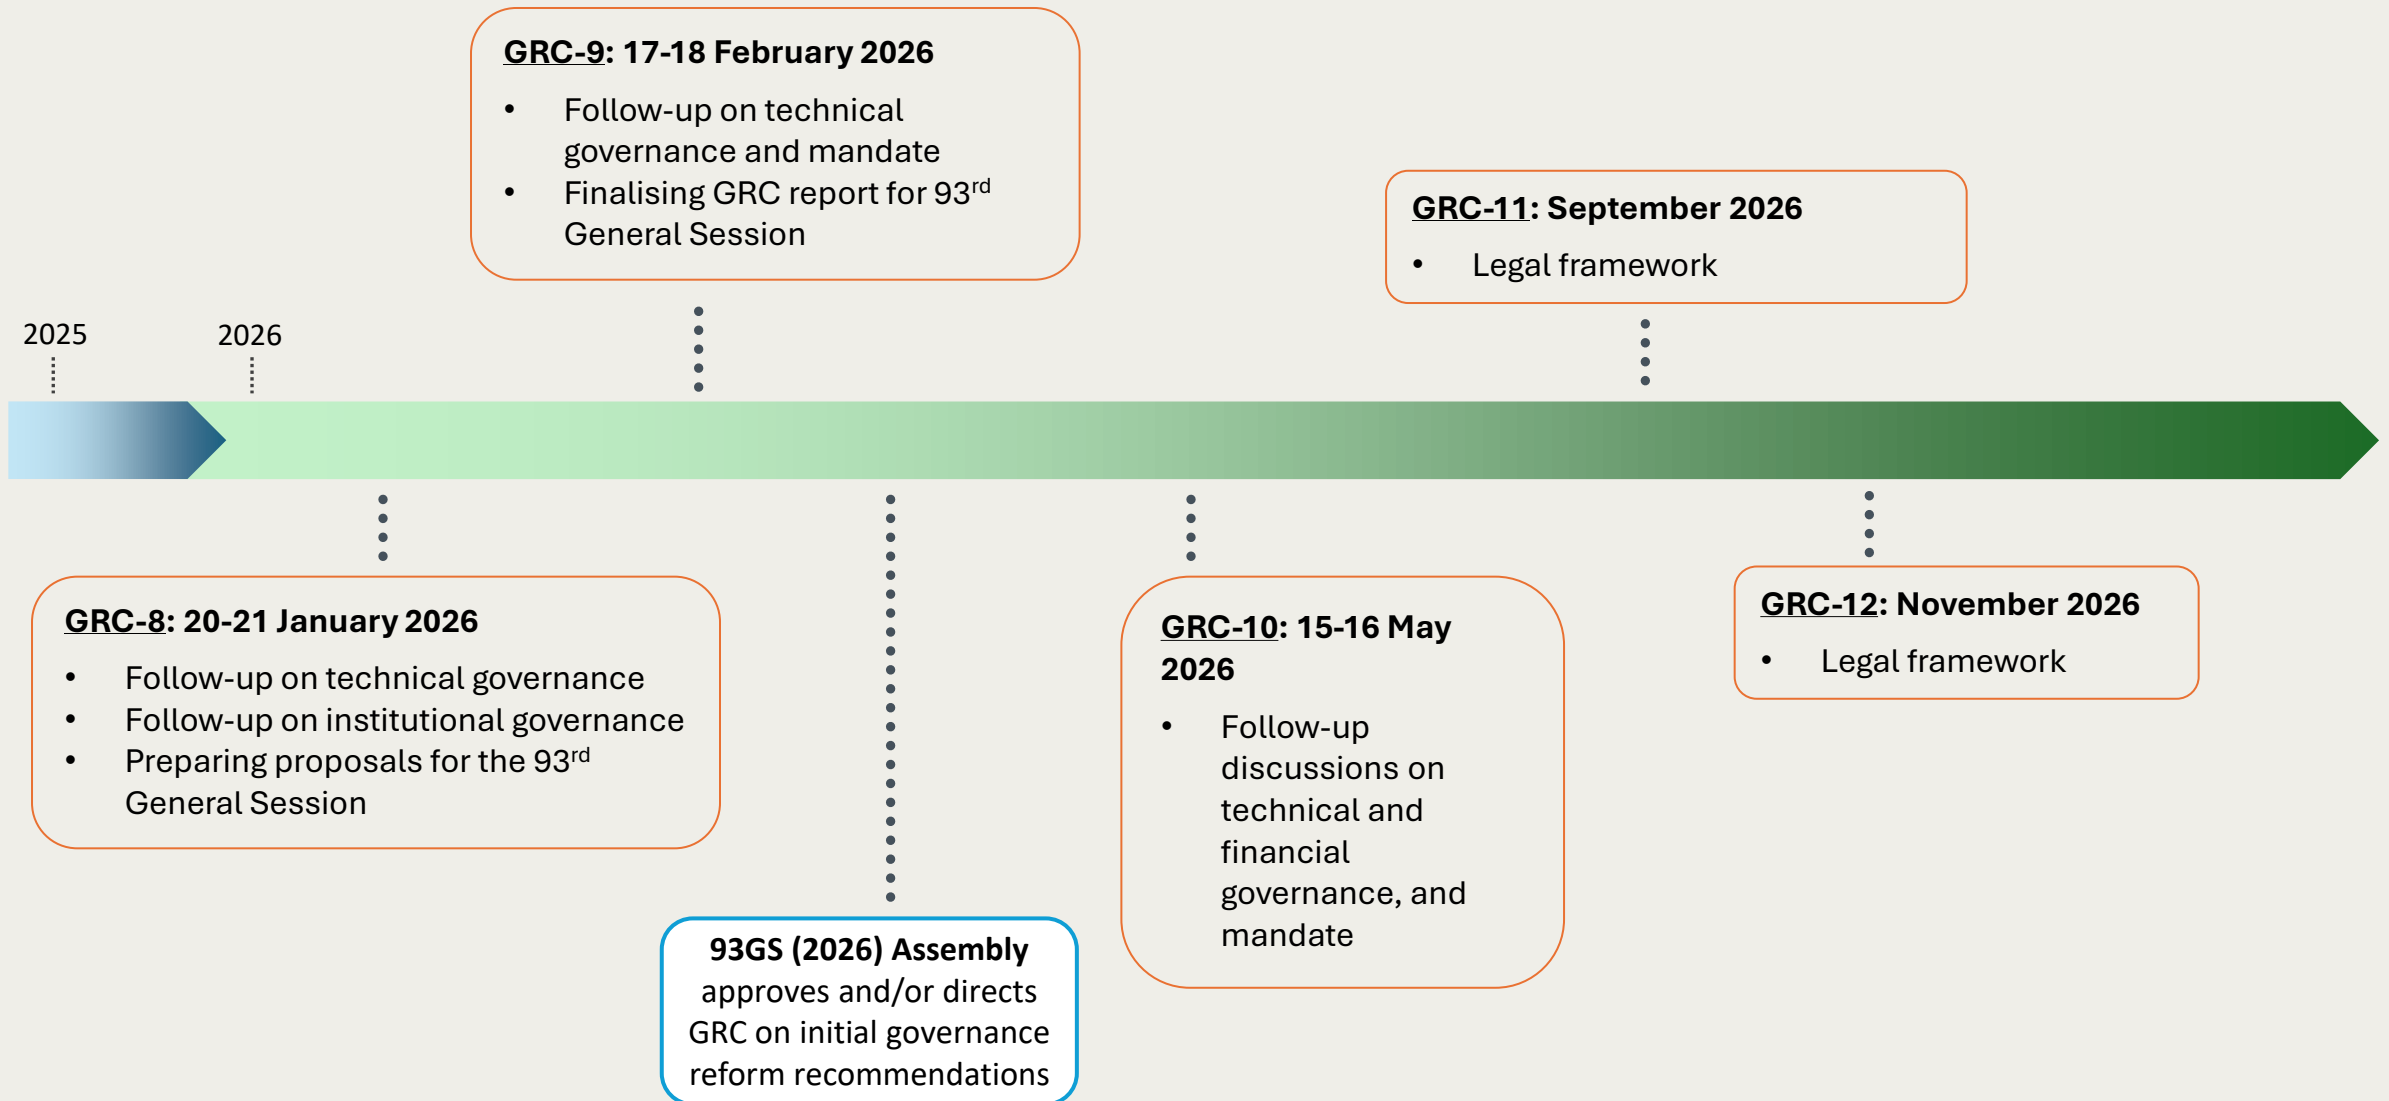 GRC-9: 17-18 February 2026
• Follow-up on technical
governance and mandate
• Finalising GRC report for 93rd
General Session
GRC-11: September 2026
• Legal framework
2025
2026
GRC-8: 20-21 January 2026
• Follow-up on technical governance
• Follow-up on institutional governance
• Preparing proposals for the 93rd
General Session
93GS (2026) Assembly
approves and/or directs
GRC on initial governance
reform recommendations
GRC-10: 15-16 May
2026
• Follow-up
discussions on
technical and
financial
governance, and
mandate
GRC-12: November 2026
• Legal framework